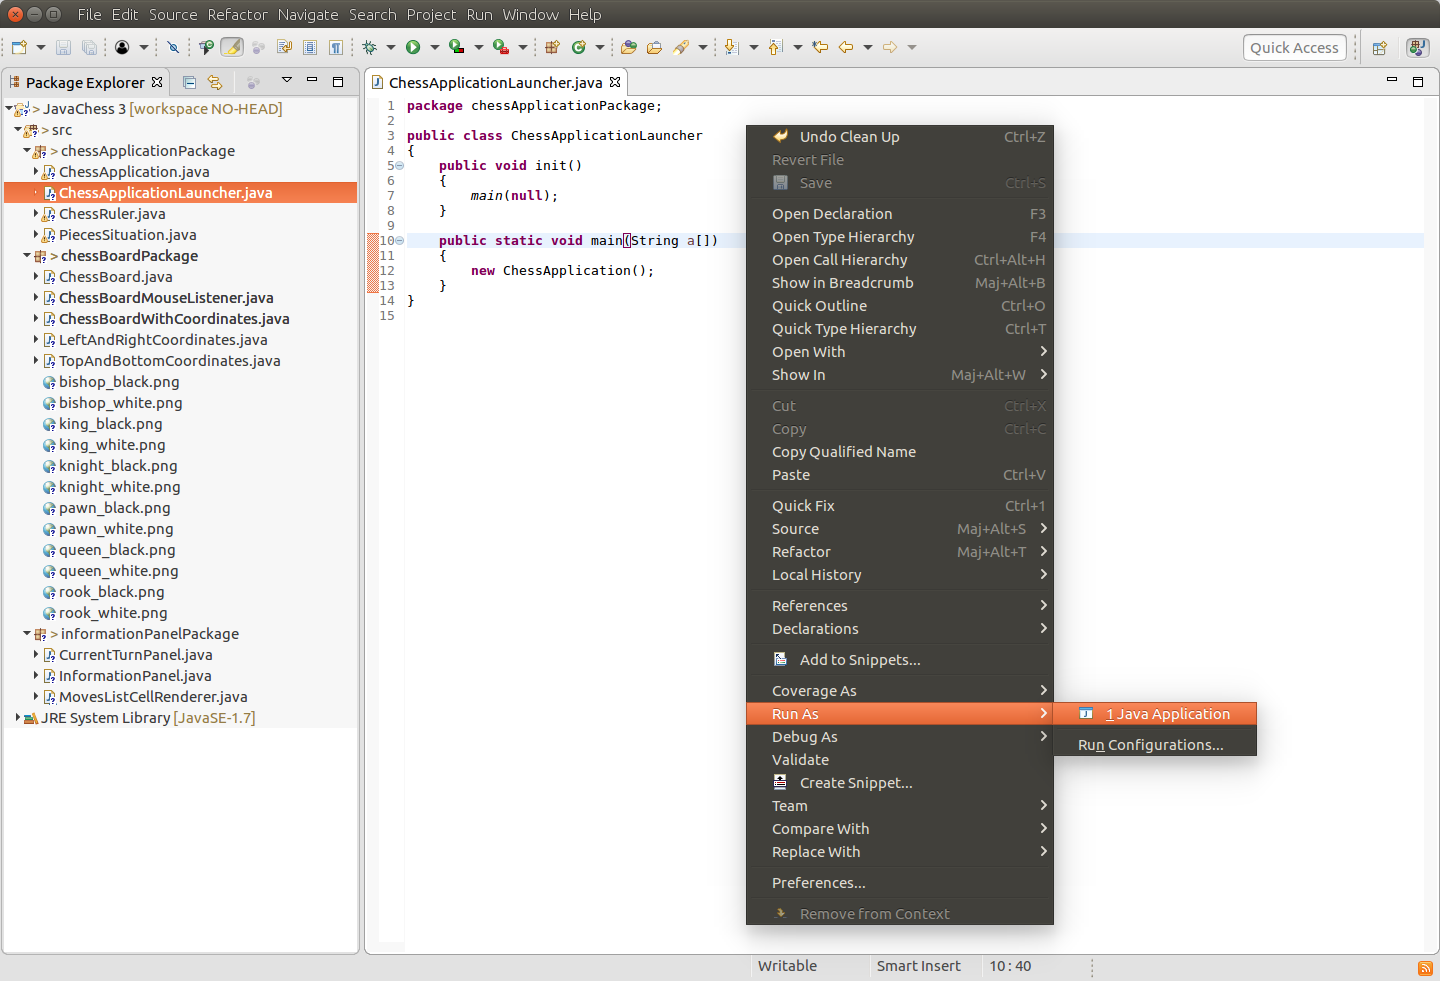 File Edit Source Refactor Navigate Search Project Run Window Help
Quick Access
Package Explorer
> JavaChess 3 [workspace NO-HEAD]
> src
> chessApplicationPackage
ChessApplication.java
ChessApplicationLauncher.java
ChessRuler.java
PiecesSituation.java
> chessBoardPackage
ChessBoard.java
ChessBoardMouseListener.java
ChessBoardWithCoordinates.java
LeftAndRightCoordinates.java
TopAndBottomCoordinates.java
bishop_black.png
bishop_white.png
king_black.png
king_white.png
knight_black.png
knight_white.png
pawn_black.png
pawn_white.png
queen_black.png
queen_white.png
rook_black.png
rook_white.png
> informationPanelPackage
CurrentTurnPanel.java
InformationPanel.java
MovesListCellRenderer.java
JRE System Library [JavaSE-1.7]
ChessApplicationLauncher.java
1 package chessApplicationPackage;
2
3 public class ChessApplicationLauncher
4 {
5 public void init()
6 {
7 main(null);
8 }
9
10 public static void main(String a[])
11 {
12 new ChessApplication();
13 }
14 }
15
Undo Clean Up Ctrl+Z
Revert File
Save Ctrl+S
Open Declaration F3
Open Type Hierarchy F4
Open Call Hierarchy Ctrl+Alt+H
Show in Breadcrumb Maj+Alt+B
Quick Outline Ctrl+O
Quick Type Hierarchy Ctrl+T
Open With
Show In Maj+Alt+W
Cut Ctrl+X
Copy Ctrl+C
Copy Qualified Name
Paste Ctrl+V
Quick Fix Ctrl+1
Source Maj+Alt+S
Refactor Maj+Alt+T
Local History
References
Declarations
Add to Snippets...
Coverage As
Run As
Debug As
Validate
Create Snippet...
Team
Compare With
Replace With
Preferences...
Remove from Context
1 Java Application
Run Configurations...
Writable Smart Insert 10 : 40